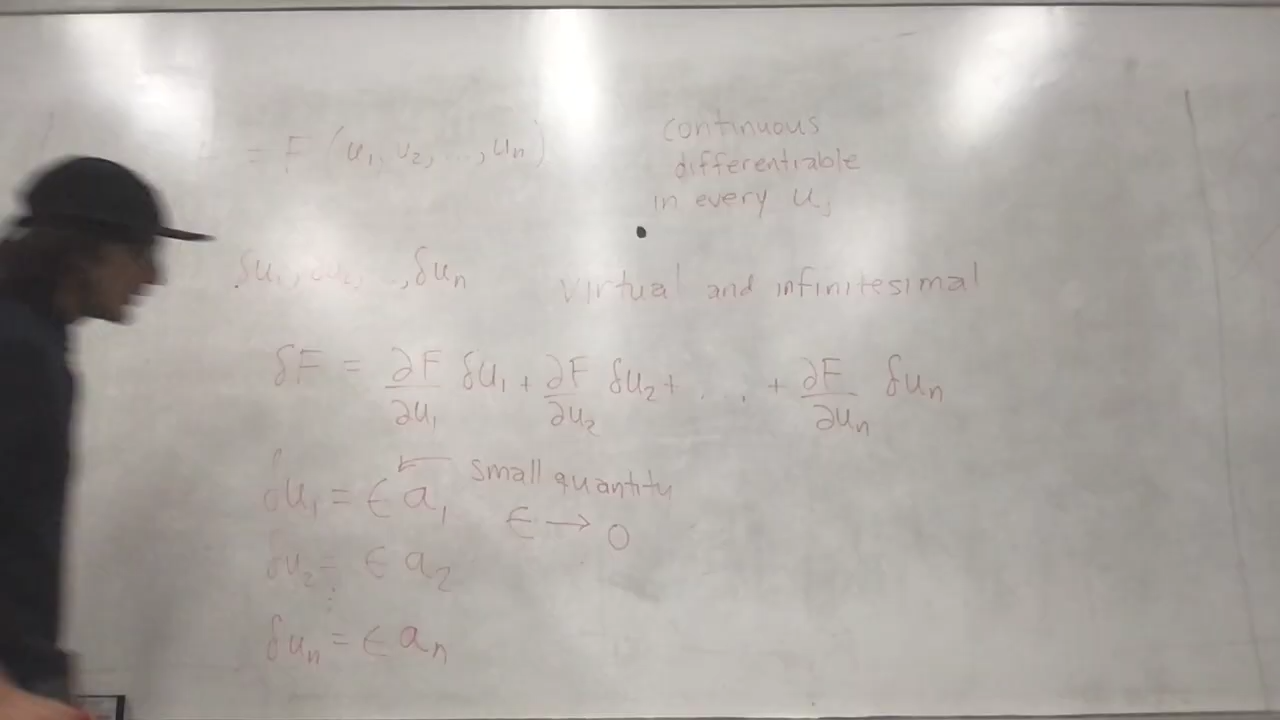 = F (u₁, u₂, ..., uₙ)
continuous
differentiable
in every uⱼ
δu₁, δu₂, ..., δuₙ
virtual and infinitesimal
δF = ∂F/∂u₁ δu₁ + ∂F/∂u₂ δu₂ + . . + ∂F/∂uₙ δuₙ
δu₁ = ϵ a₁
small quantity
ϵ → 0
δu₂ = ϵ a₂
⋮
δuₙ = ϵ aₙ